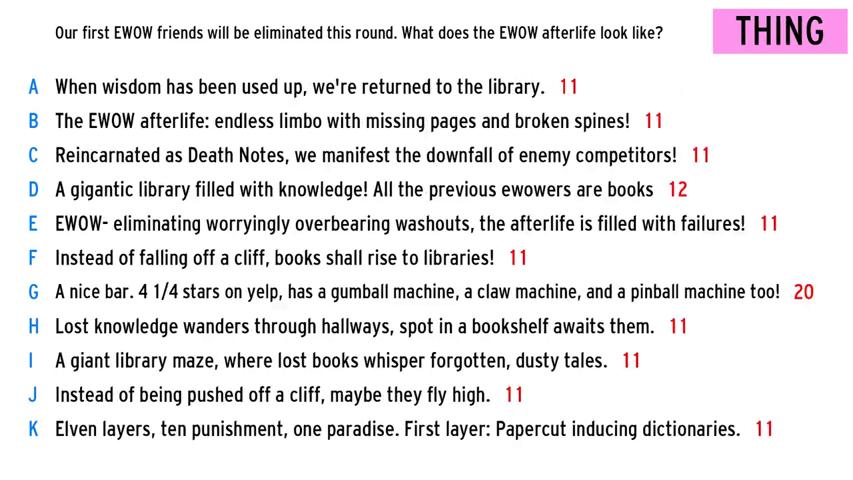 Our first EWOW friends will be eliminated this round. What does the EWOW afterlife look like?
THING
A When wisdom has been used up, we're returned to the library. 11
B The EWOW afterlife: endless limbo with missing pages and broken spines! 11
C Reincarnated as Death Notes, we manifest the downfall of enemy competitors! 11
D A gigantic library filled with knowledge! All the previous ewowers are books 12
E EWOW- eliminating worryingly overbearing washouts, the afterlife is filled with failures! 11
F Instead of falling off a cliff, books shall rise to libraries! 11
G A nice bar. 4 1/4 stars on yelp, has a gumball machine, a claw machine, and a pinball machine too! 20
H Lost knowledge wanders through hallways, spot in a bookshelf awaits them. 11
I A giant library maze, where lost books whisper forgotten, dusty tales. 11
J Instead of being pushed off a cliff, maybe they fly high. 11
K Elven layers, ten punishment, one paradise. First layer: Papercut inducing dictionaries. 11